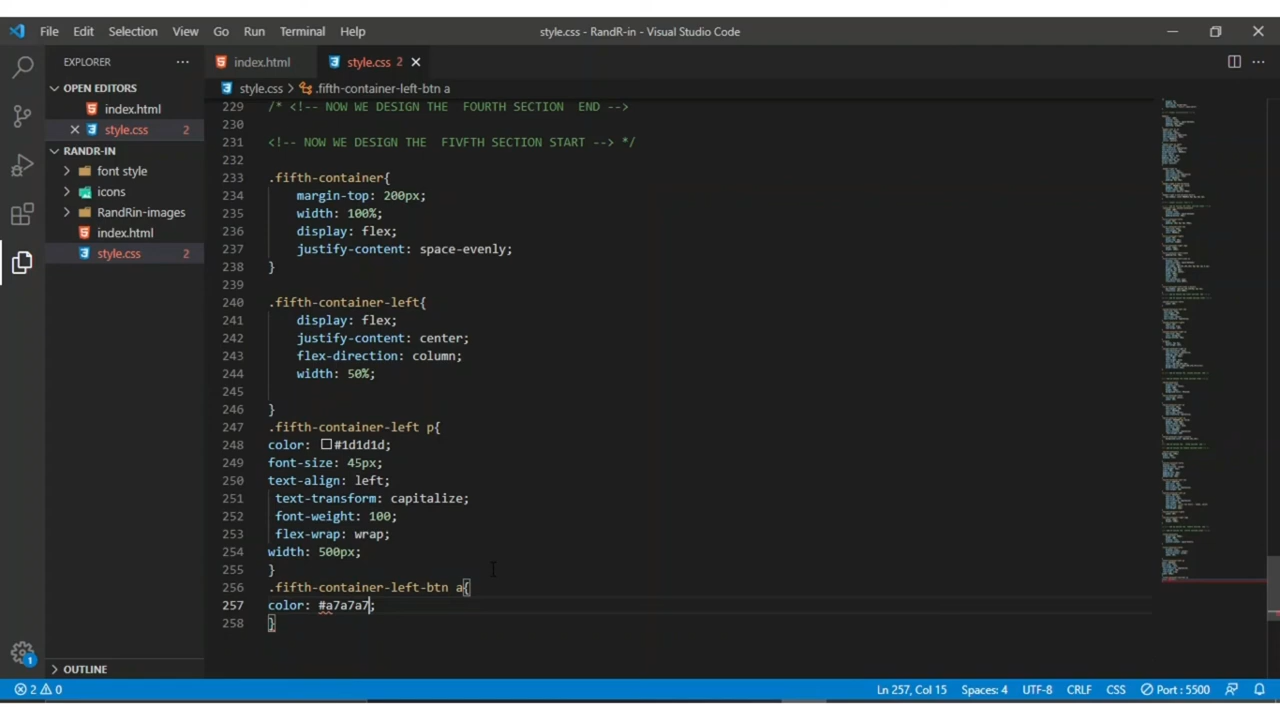 File Edit Selection View Go Run Terminal Help
style.css - RandR-in - Visual Studio Code
EXPLORER
index.html
style.css 2
OPEN EDITORS
index.html
style.css 2
RANDR-IN
font style
icons
RandRin-images
index.html
style.css 2
OUTLINE
style.css > .fifth-container-left-btn a
229 /* <!-- NOW WE DESIGN THE FOURTH SECTION END -->
230
231 <!-- NOW WE DESIGN THE FIVFTH SECTION START --> */
232
233 .fifth-container{
234 margin-top: 200px;
235 width: 100%;
236 display: flex;
237 justify-content: space-evenly;
238 }
239
240 .fifth-container-left{
241 display: flex;
242 justify-content: center;
243 flex-direction: column;
244 width: 50%;
245
246 }
247 .fifth-container-left p{
248 color: #1d1d1d;
249 font-size: 45px;
250 text-align: left;
251 text-transform: capitalize;
252 font-weight: 100;
253 flex-wrap: wrap;
254 width: 500px;
255 }
256 .fifth-container-left-btn a{
257 color: #a7a7a7;
258 }
1
2 0
Ln 257, Col 15 Spaces: 4 UTF-8 CRLF CSS Port : 5500